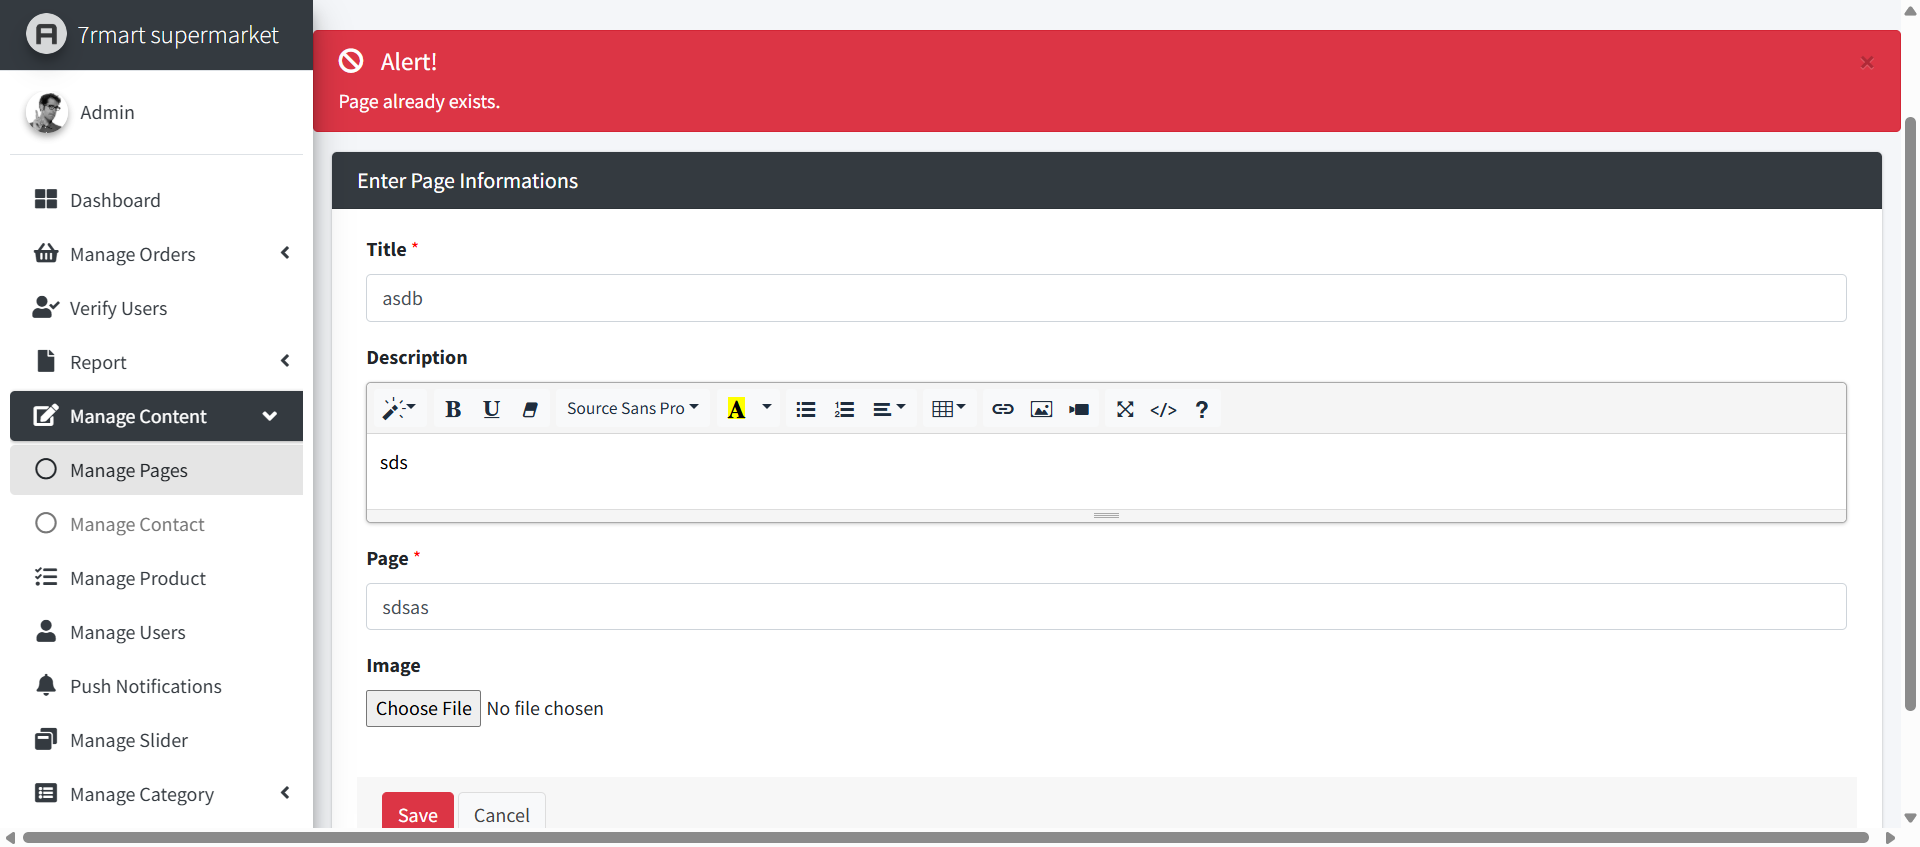 7rmart supermarket
Admin
Dashboard
Manage Orders
Verify Users
Report
Manage Content
Manage Pages
Manage Contact
Manage Product
Manage Users
Push Notifications
Manage Slider
Manage Category
Alert!
×
Page already exists.
Enter Page Informations
Title *
asdb
Description
B U Source Sans Pro A </> ?
sds
Page *
sdsas
Image
Choose File No file chosen
Save Cancel